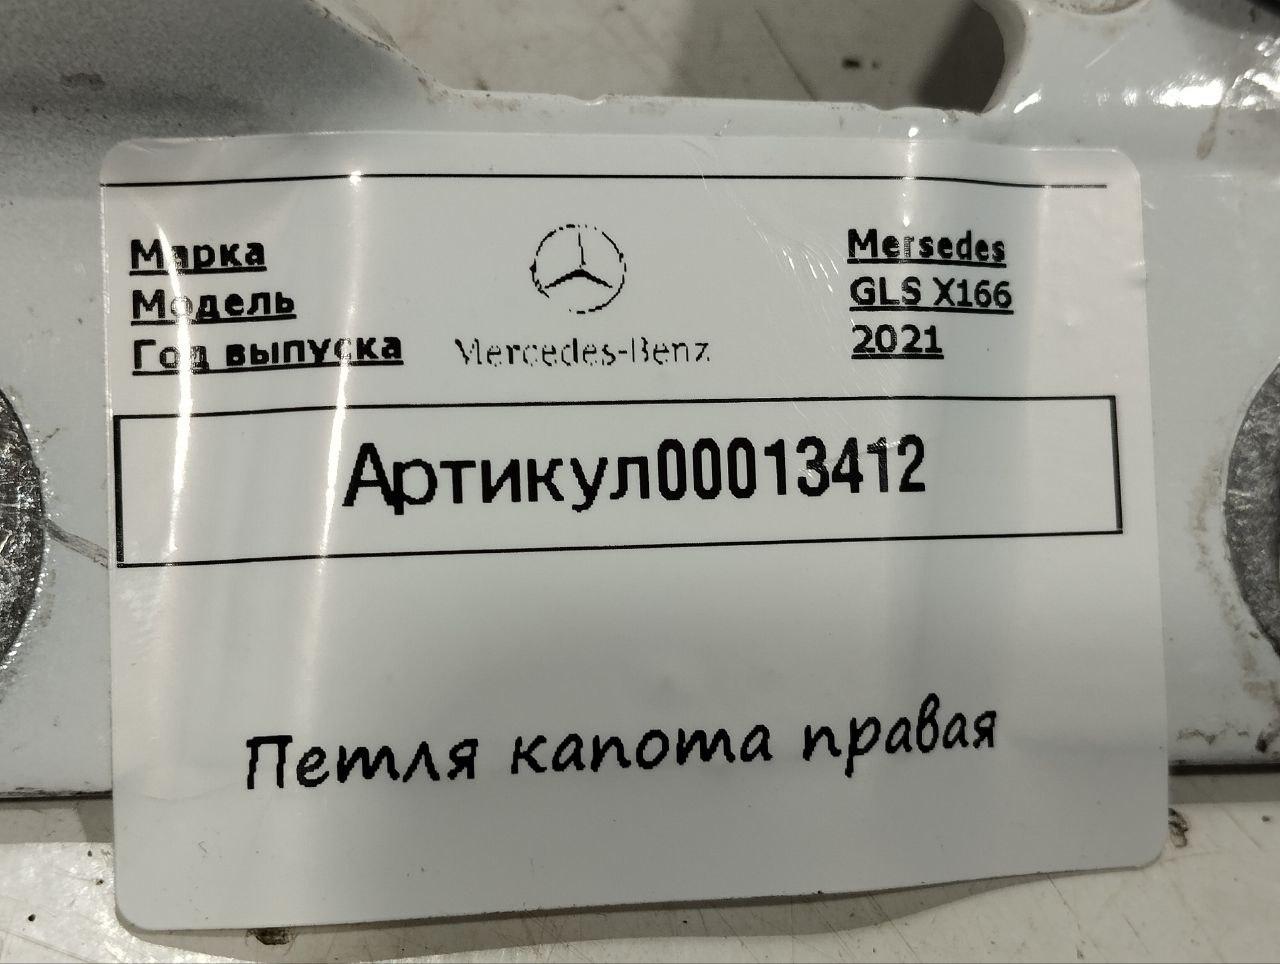 Марка Mersedes
Модель GLS X166
Год выпуска Mercedes-Benz 2021
Артикул00013412
Петля капота правая